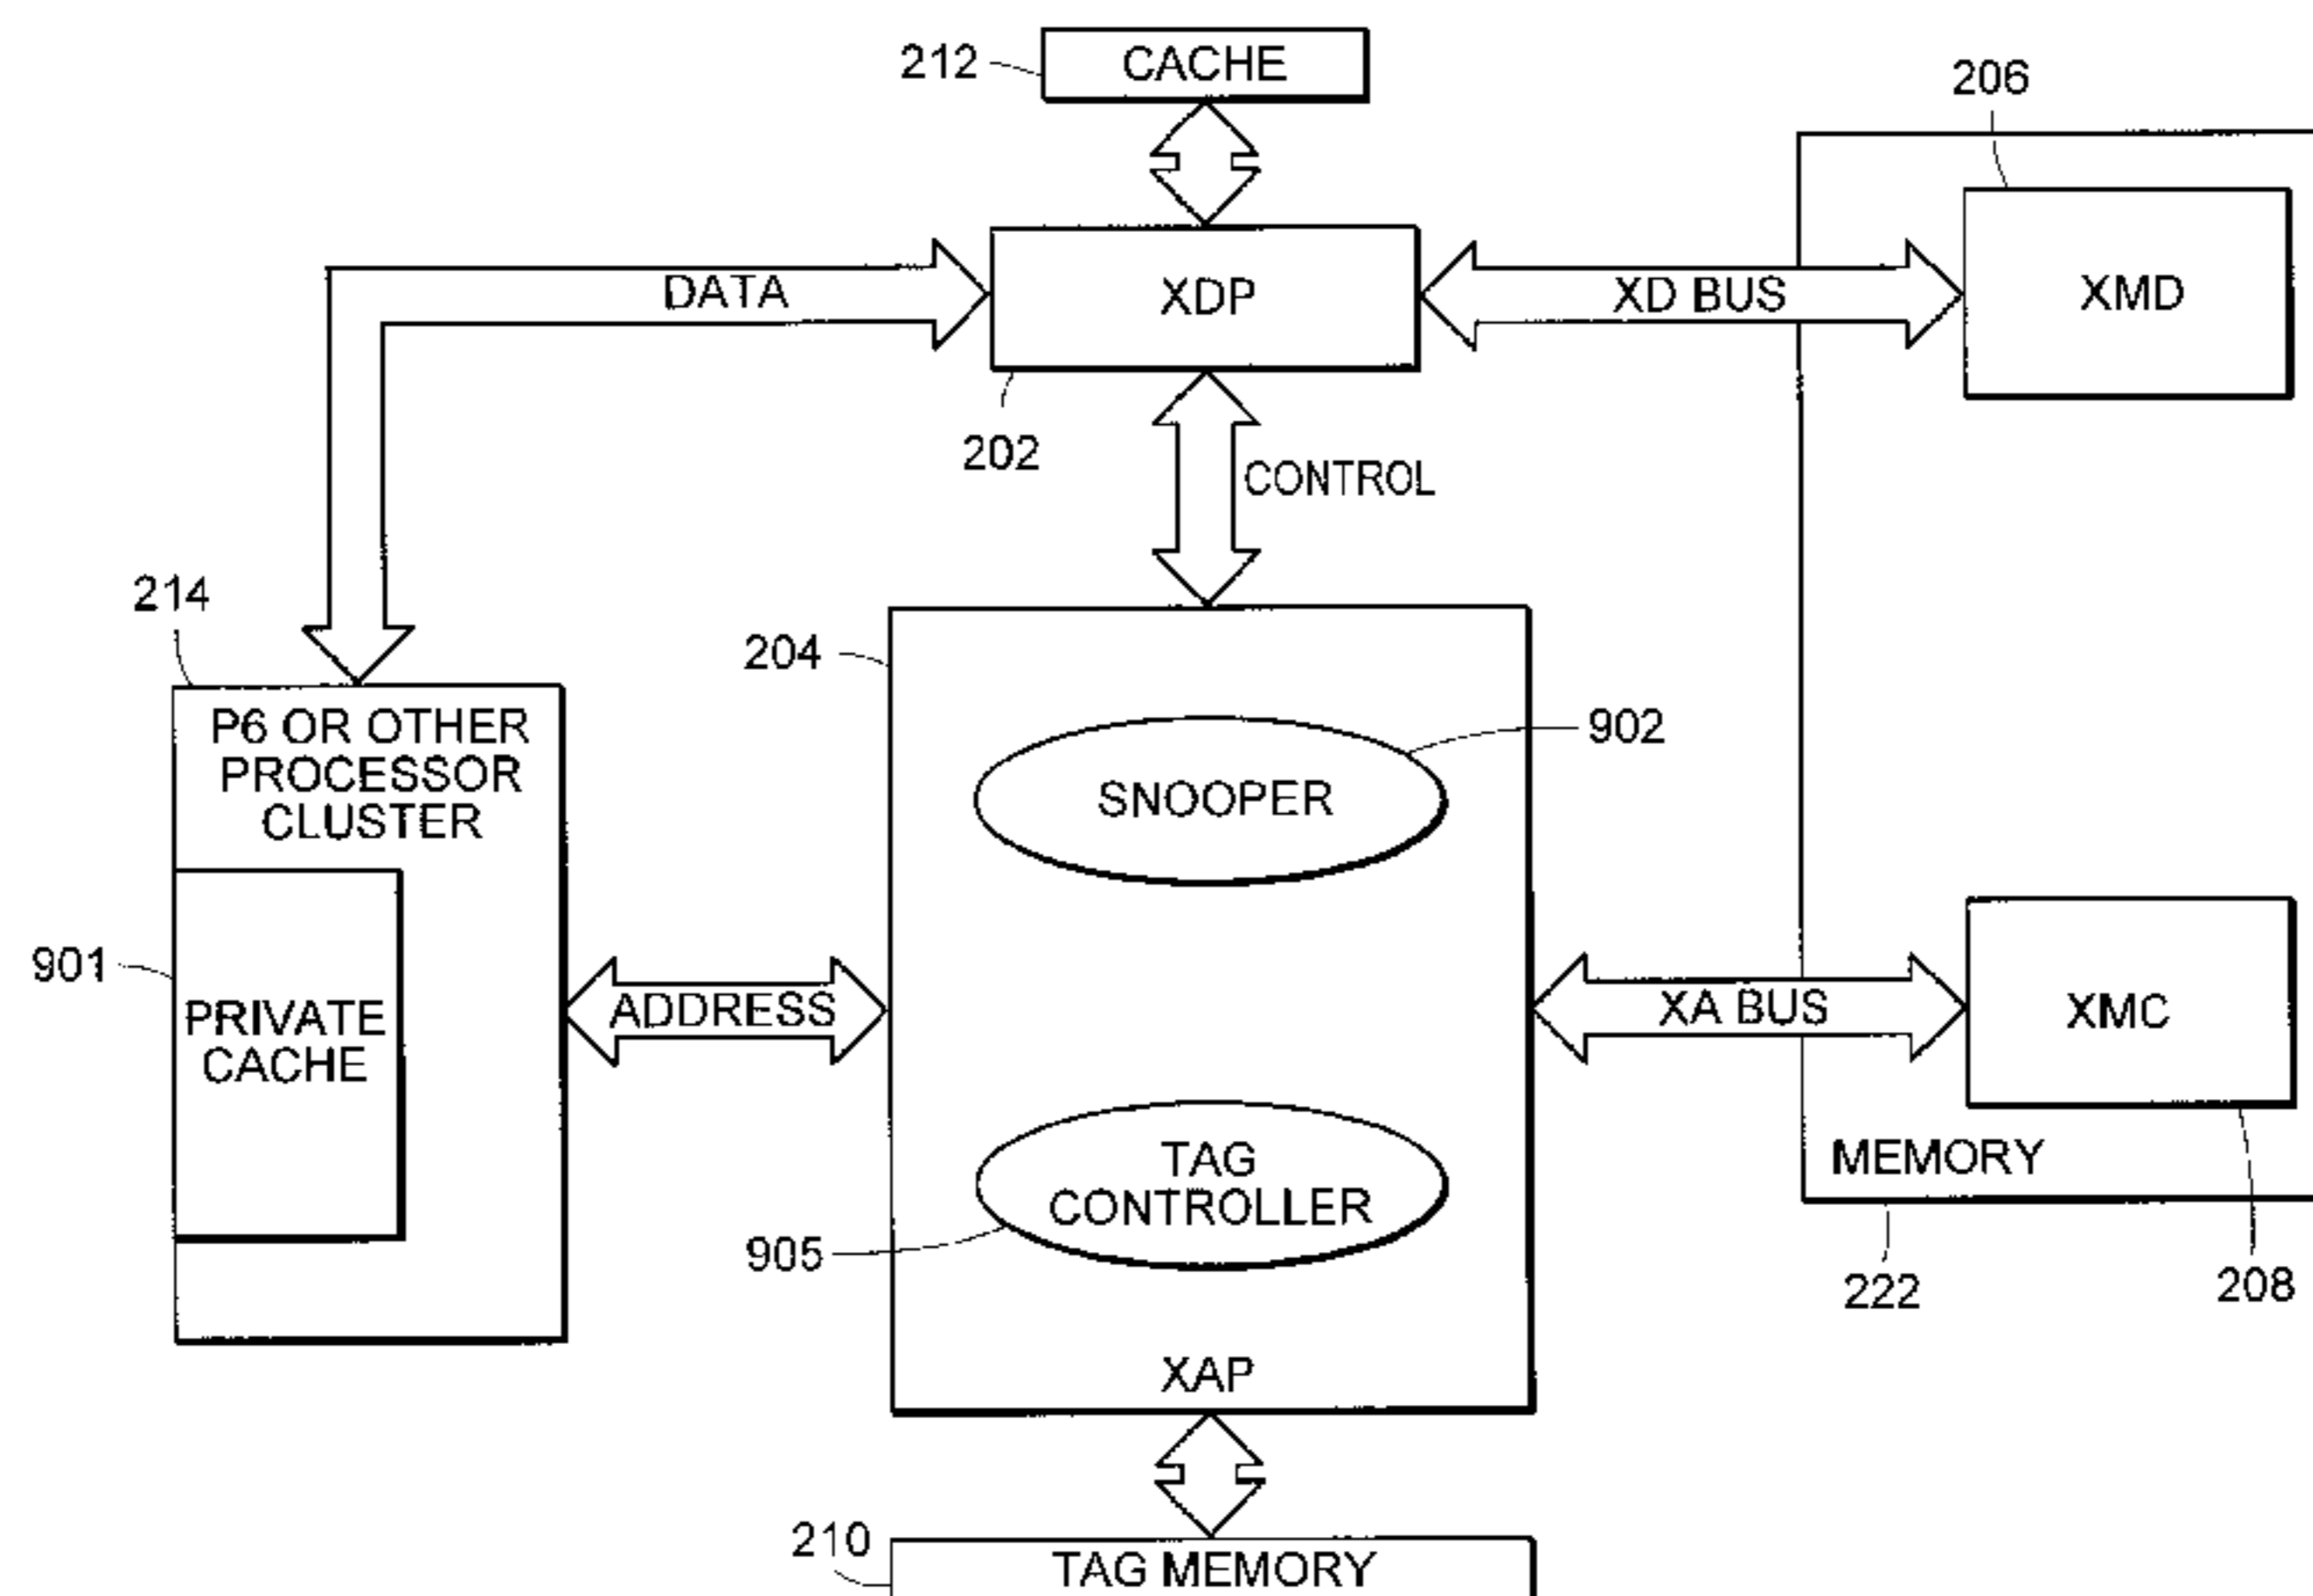 212
CACHE
206
DATA
XDP
XD BUS
XMD
202
CONTROL
214
204
P6 OR OTHER
PROCESSOR
CLUSTER
902
SNOOPER
901
PRIVATE
CACHE
ADDRESS
XA BUS
XMC
TAG
CONTROLLER
MEMORY
905
222
208
XAP
210
TAG MEMORY